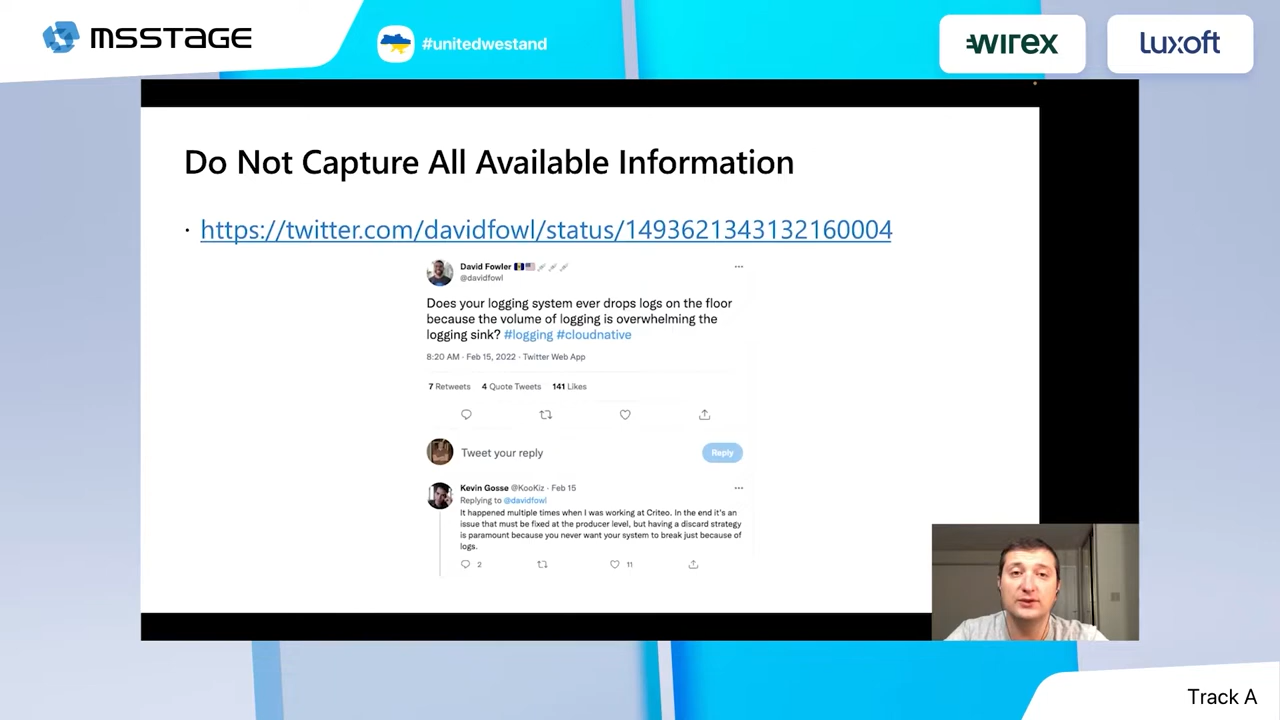 MSSTAGE
#unitedwestand
wirex
luxoft
Do Not Capture All Available Information
· https://twitter.com/davidfowl/status/1493621343132160004
David Fowler
@davidfowl
Does your logging system ever drops logs on the floor
because the volume of logging is overwhelming the
logging sink? #logging #cloudnative
8:20 AM · Feb 15, 2022 · Twitter Web App
7 Retweets 4 Quote Tweets 141 Likes
Tweet your reply
Reply
Kevin Gosse @KooKiz · Feb 15
Replying to @davidfowl
It happened multiple times when I was working at Criteo. In the end it's an
issue that must be fixed at the producer level, but having a discard strategy
is paramount because you never want your system to break just because of
logs.
2 11
Track A